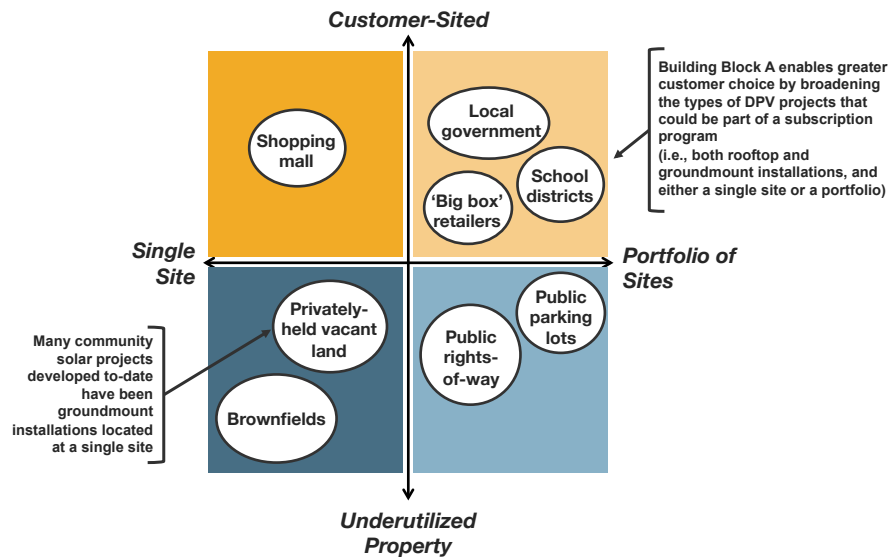 Customer-Sited
Building Block A enables greater
customer choice by broadening
the types of DPV projects that
could be part of a subscription
program
(i.e., both rooftop and
groundmount installations, and
either a single site or a portfolio)
Shopping
mall
Local
government
School
districts
‘Big box’
retailers
Single
Site
Portfolio of
Sites
Privately-
held vacant
land
Brownfields
Public
rights-
of-way
Public
parking
lots
Many community
solar projects
developed to-date
have been
groundmount
installations located
at a single site
Underutilized
Property